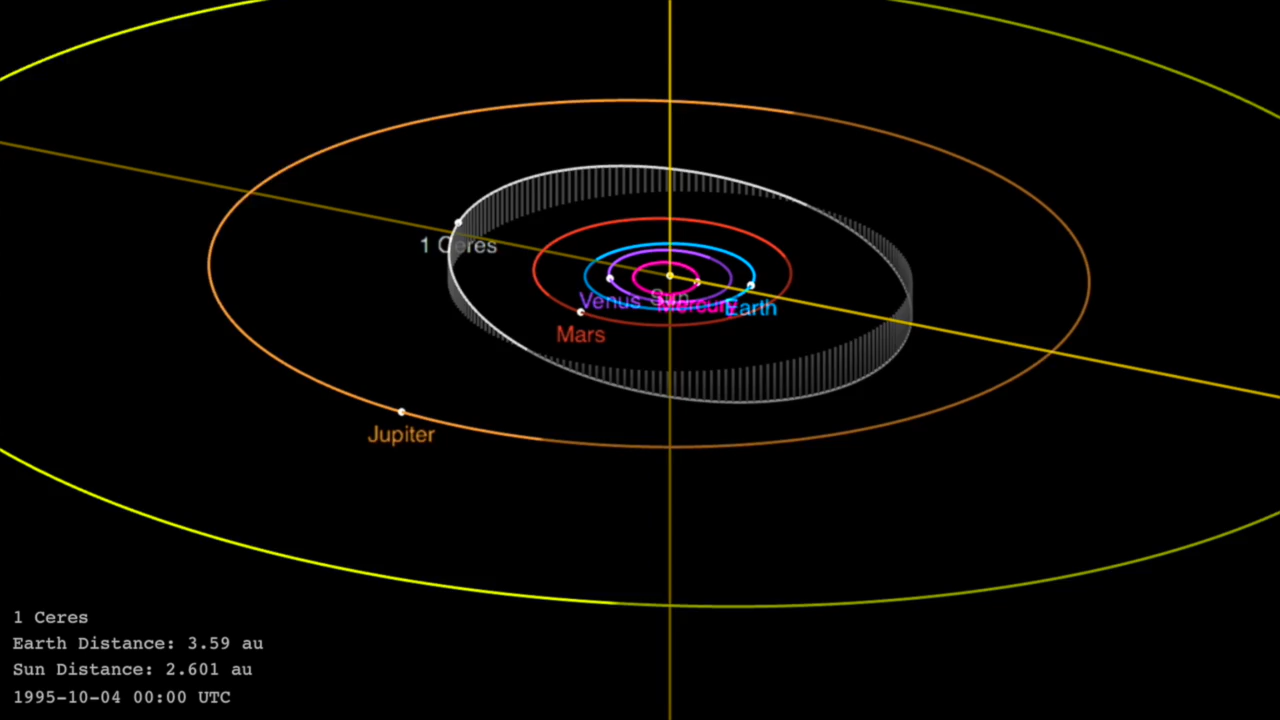 1 Ceres
Venus
Sun
Mercury
Earth
Mars
Jupiter
1 Ceres
Earth Distance: 3.59 au
Sun Distance: 2.601 au
1995-10-04 00:00 UTC